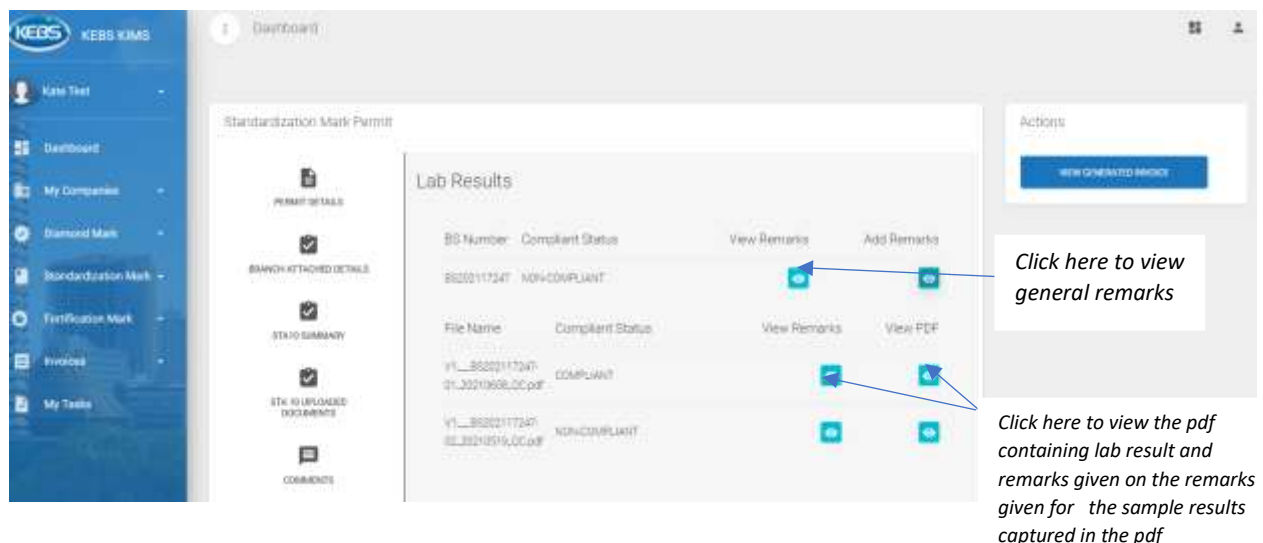 KEBS KEBS KIMS
Dashboard
Kate Test
Dashboard
My Companies
Diamond Mark
Standardization Mark
Fortification Mark
Invoices
My Tasks
Standardization Mark Permit
PERMIT DETAILS
BRANCH ATTACHED DETAILS
STA10 SUMMARY
STA 10 UPLOADED
DOCUMENTS
COMMENTS
Lab Results
BS Number Compliant Status View Remarks Add Remarks
BS202117247 NON-COMPLIANT
File Name Compliant Status View Remarks View PDF
COMPLIANT
NON-COMPLIANT
Actions
VIEW GENERATED INVOICE
Click here to view
general remarks
Click here to view the pdf
containing lab result and
remarks given on the remarks
given for the sample results
captured in the pdf